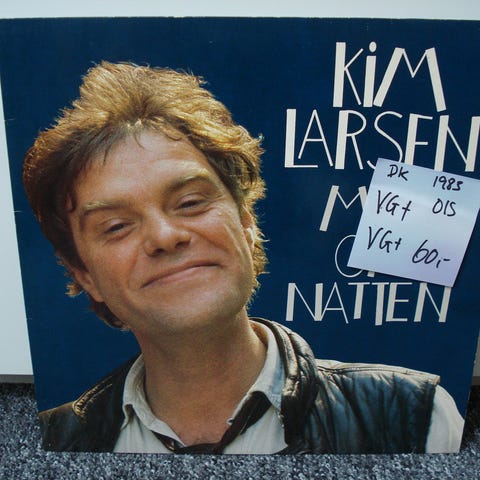 KiM
LARSEN
M
O
NATTEN
DK 1983
VG+ OIS
VG+ 60,-